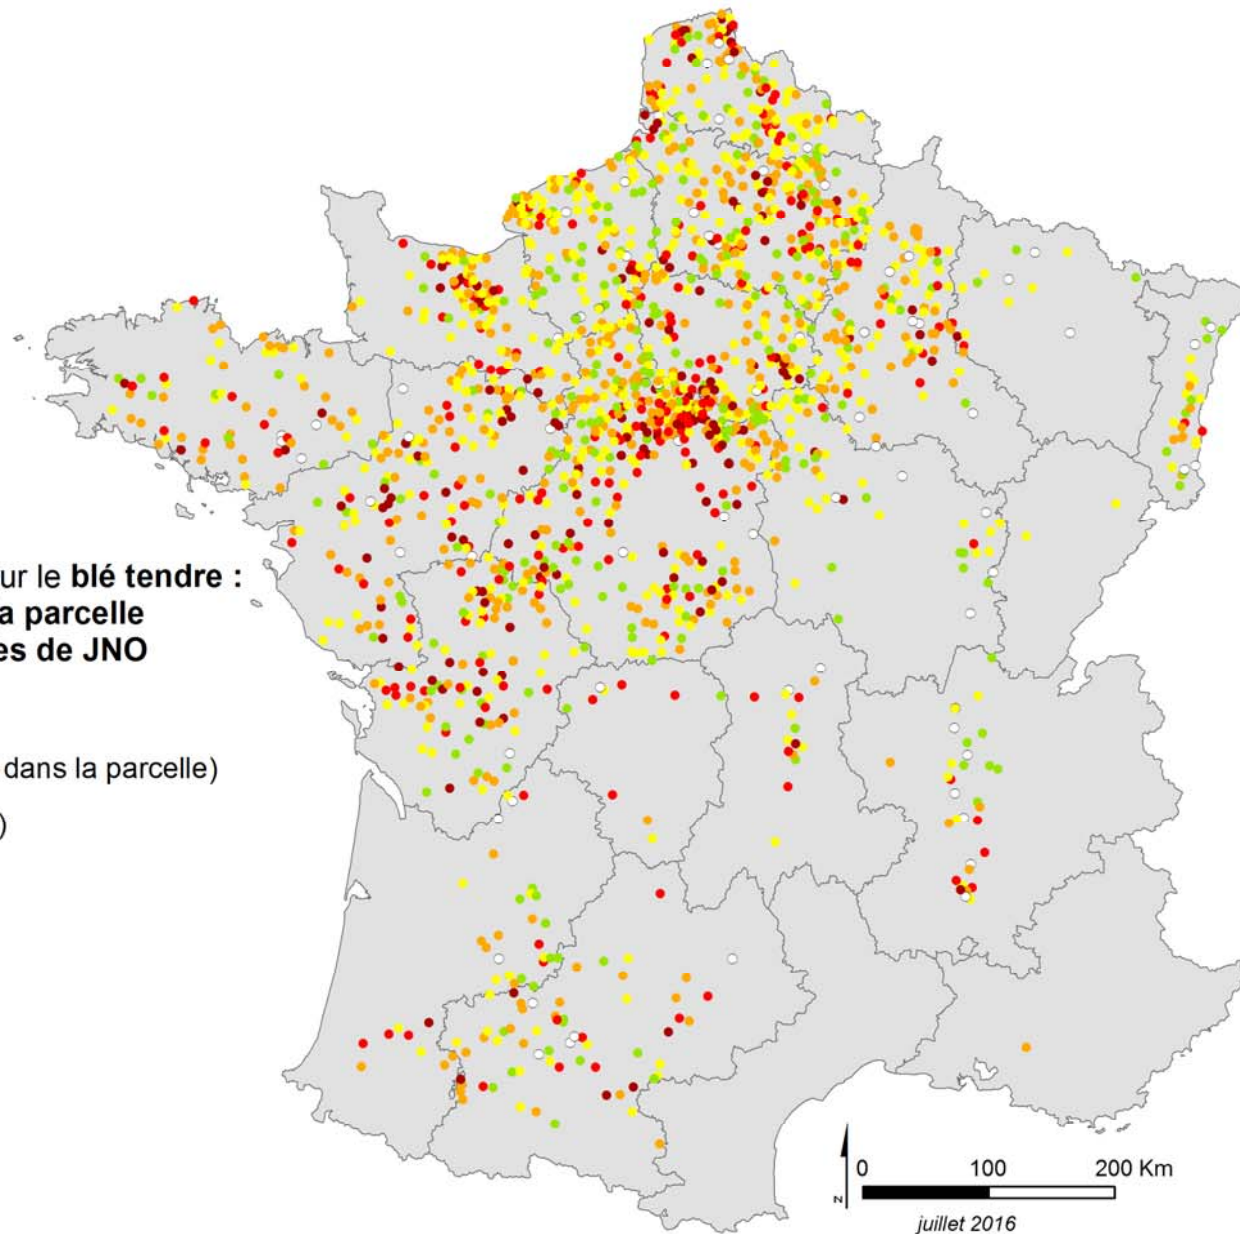 ur le blé tendre :
a parcelle
es de JNO
dans la parcelle)
)
0 100 200 Km
z
juillet 2016